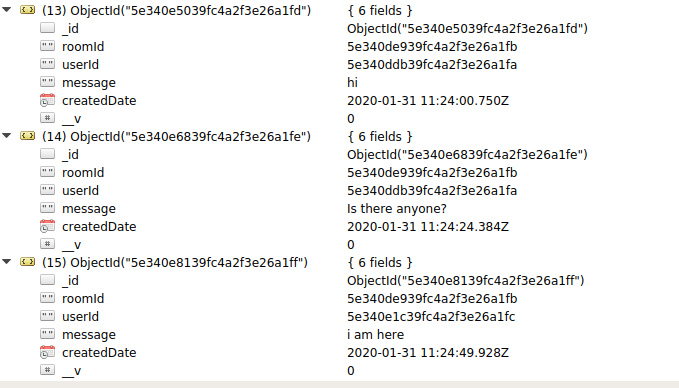 (13) ObjectId("5e340e5039fc4a2f3e26a1fd") { 6 fields }
_id ObjectId("5e340e5039fc4a2f3e26a1fd")
"" roomId 5e340de939fc4a2f3e26a1fb
"" userId 5e340ddb39fc4a2f3e26a1fa
"" message hi
createdDate 2020-01-31 11:24:00.750Z
# __v 0
(14) ObjectId("5e340e6839fc4a2f3e26a1fe") { 6 fields }
_id ObjectId("5e340e6839fc4a2f3e26a1fe")
"" roomId 5e340de939fc4a2f3e26a1fb
"" userId 5e340ddb39fc4a2f3e26a1fa
"" message Is there anyone?
createdDate 2020-01-31 11:24:24.384Z
# __v 0
(15) ObjectId("5e340e8139fc4a2f3e26a1ff") { 6 fields }
_id ObjectId("5e340e8139fc4a2f3e26a1ff")
"" roomId 5e340de939fc4a2f3e26a1fb
"" userId 5e340e1c39fc4a2f3e26a1fc
"" message i am here
createdDate 2020-01-31 11:24:49.928Z
# __v 0